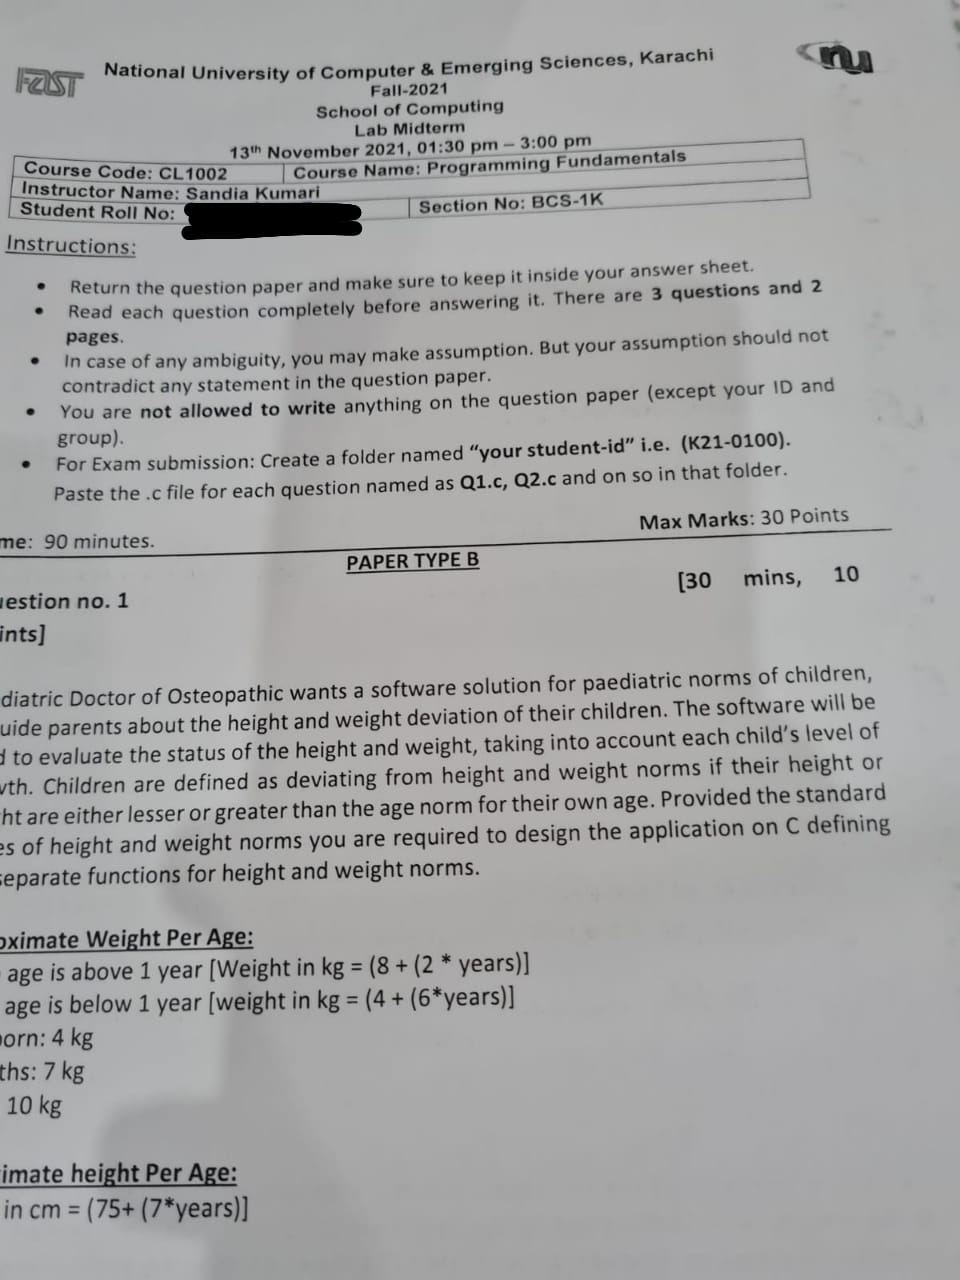 FAST
National University of Computer & Emerging Sciences, Karachi
nu
Fall-2021
School of Computing
Lab Midterm
13th November 2021, 01:30 pm – 3:00 pm
Course Code: CL1002 Course Name: Programming Fundamentals
Instructor Name: Sandia Kumari
Student Roll No: Section No: BCS-1K
Instructions:
• Return the question paper and make sure to keep it inside your answer sheet.
• Read each question completely before answering it. There are 3 questions and 2
pages.
• In case of any ambiguity, you may make assumption. But your assumption should not
contradict any statement in the question paper.
• You are not allowed to write anything on the question paper (except your ID and
group).
• For Exam submission: Create a folder named “your student-id” i.e. (K21-0100).
Paste the .c file for each question named as Q1.c, Q2.c and on so in that folder.
Max Marks: 30 Points
me: 90 minutes.
PAPER TYPE B
uestion no. 1 [30 mins, 10
ints]
diatric Doctor of Osteopathic wants a software solution for paediatric norms of children,
uide parents about the height and weight deviation of their children. The software will be
d to evaluate the status of the height and weight, taking into account each child’s level of
wth. Children are defined as deviating from height and weight norms if their height or
ht are either lesser or greater than the age norm for their own age. Provided the standard
es of height and weight norms you are required to design the application on C defining
separate functions for height and weight norms.
oximate Weight Per Age:
age is above 1 year [Weight in kg = (8 + (2 * years)]
age is below 1 year [weight in kg = (4 + (6*years)]
born: 4 kg
ths: 7 kg
10 kg
imate height Per Age:
in cm = (75+ (7*years)]